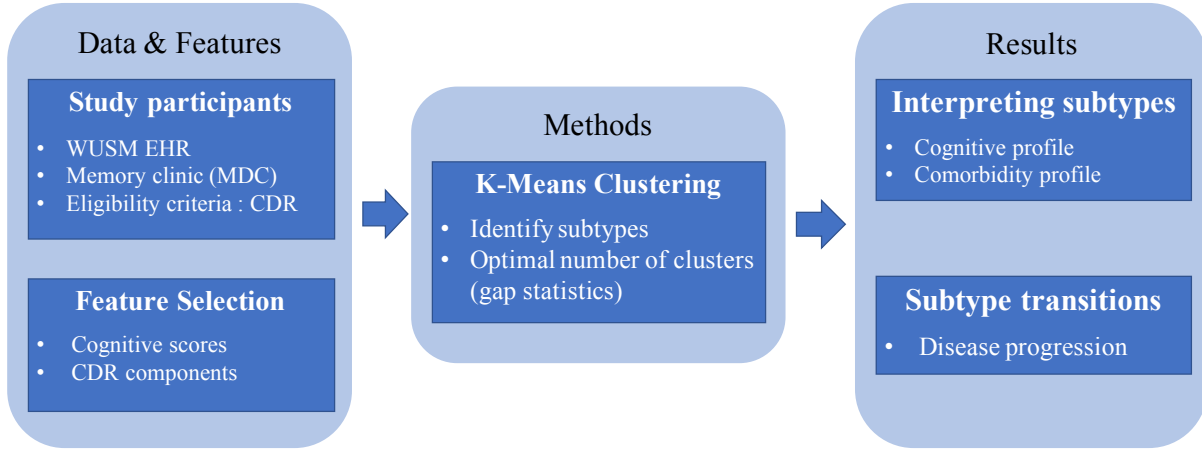 Data & Features
Study participants
• WUSM EHR
• Memory clinic (MDC)
• Eligibility criteria : CDR
Feature Selection
• Cognitive scores
• CDR components
Methods
K-Means Clustering
• Identify subtypes
• Optimal number of clusters
(gap statistics)
Results
Interpreting subtypes
• Cognitive profile
• Comorbidity profile
Subtype transitions
• Disease progression